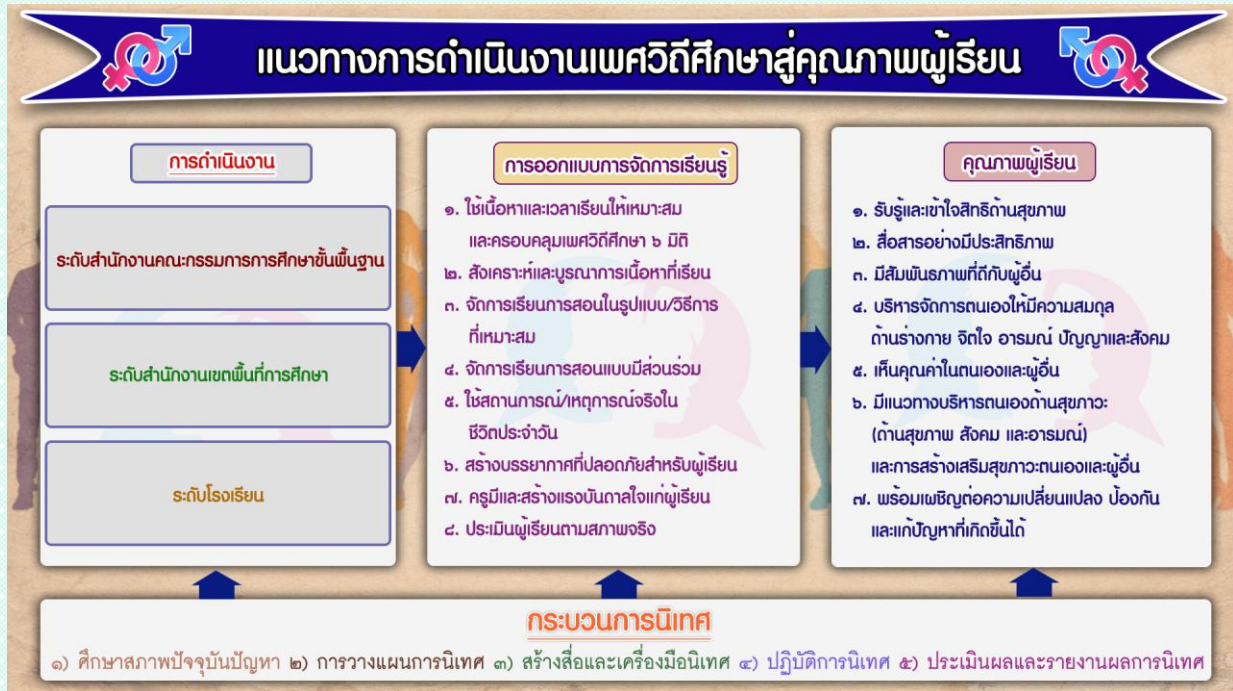 แนวทางการดำเนินงานเพศวิถีศึกษาสู่คุณภาพผู้เรียน
การดำเนินงาน
ระดับสำนักงานคณะกรรมการการศึกษาขั้นพื้นฐาน
ระดับสำนักงานเขตพื้นที่การศึกษา
ระดับโรงเรียน
การออกแบบการจัดการเรียนรู้
๑. ใช้เนื้อหาและเวลาเรียนให้เหมาะสม
และครอบคลุมเพศวิถีศึกษา ๖ มิติ
๒. สังเคราะห์และบูรณาการเนื้อหาที่เรียน
๓. จัดการเรียนการสอนในรูปแบบ/วิธีการ
ที่เหมาะสม
๔. จัดการเรียนการสอนแบบมีส่วนร่วม
๕. ใช้สถานการณ์/เหตุการณ์จริงใน
ชีวิตประจำวัน
๖. สร้างบรรยากาศที่ปลอดภัยสำหรับผู้เรียน
๗. ครูมีและสร้างแรงบันดาลใจแก่ผู้เรียน
๘. ประเมินผู้เรียนตามสภาพจริง
คุณภาพผู้เรียน
๑. รับรู้และเข้าใจสิทธิด้านสุขภาพ
๒. สื่อสารอย่างมีประสิทธิภาพ
๓. มีสัมพันธภาพที่ดีกับผู้อื่น
๔. บริหารจัดการตนเองให้มีความสมดุล
ด้านร่างกาย จิตใจ อารมณ์ ปัญญาและสังคม
๕. เห็นคุณค่าในตนเองและผู้อื่น
๖. มีแนวทางบริหารตนเองด้านสุขภาวะ
(ด้านสุขภาพ สังคม และอารมณ์)
และการสร้างเสริมสุขภาวะตนเองและผู้อื่น
๗. พร้อมเผชิญต่อความเปลี่ยนแปลง ป้องกัน
และแก้ปัญหาที่เกิดขึ้นได้
กระบวนการนิเทศ
๑) ศึกษาสภาพปัจจุบันปัญหา ๒) การวางแผนการนิเทศ ๓) สร้างสื่อและเครื่องมือนิเทศ ๔) ปฏิบัติการนิเทศ ๕) ประเมินผลและรายงานผลการนิเทศ